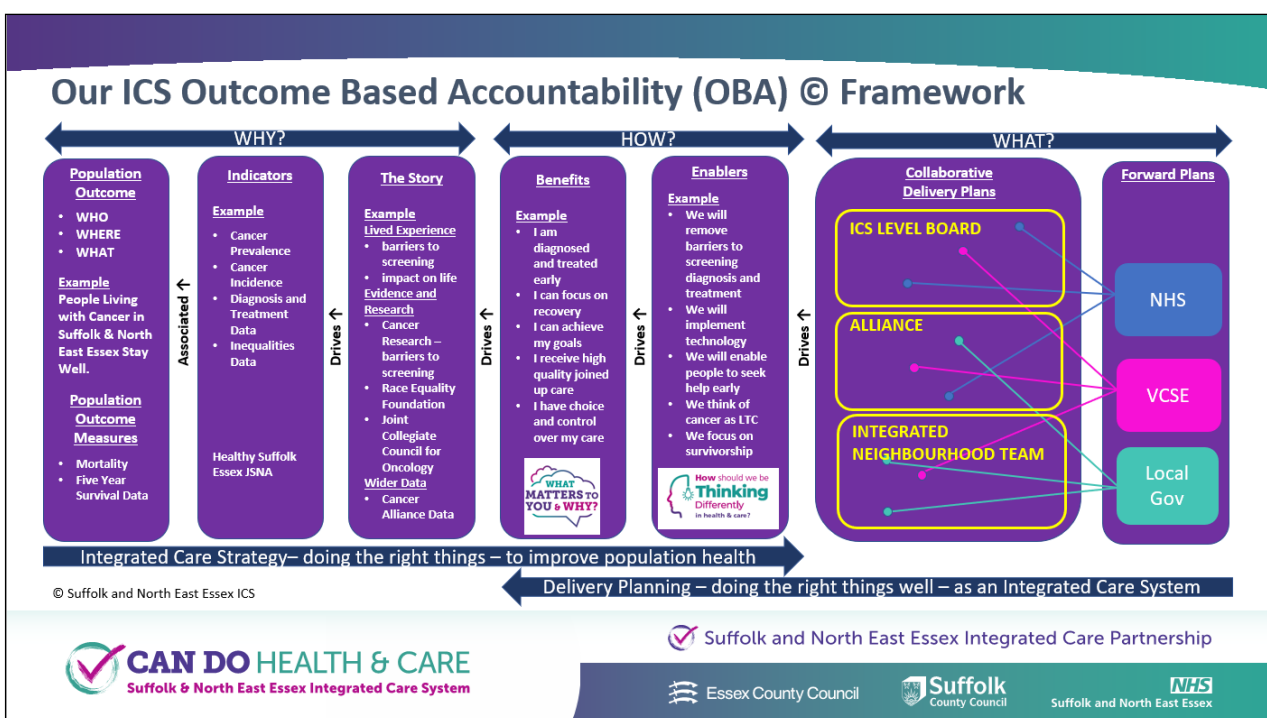 Our ICS Outcome Based Accountability (OBA) © Framework
WHY?
HOW?
WHAT?
Population
Outcome
• WHO
• WHERE
• WHAT
Example
People Living
with Cancer in
Suffolk & North
East Essex Stay
Well.
Population
Outcome
Measures
• Mortality
• Five Year
Survival Data
Associated ↑
Indicators
Example
• Cancer
Prevalence
• Cancer
Incidence
• Diagnosis and
Treatment
Data
• Inequalities
Data
Healthy Suffolk
Essex JSNA
Drives ↑
The Story
Example
Lived Experience
• barriers to
screening
• impact on life
Evidence and
Research
• Cancer
Research –
barriers to
screening
• Race Equality
Foundation
• Joint
Collegiate
Council for
Oncology
Wider Data
• Cancer
Alliance Data
Drives ↑
Benefits
Example
• I am
diagnosed
and treated
early
• I can focus on
recovery
• I can achieve
my goals
• I receive high
quality joined
up care
• I have choice
and control
over my care
WHAT
MATTERS TO
YOU & WHY?
Drives ↑
Enablers
Example
• We will
remove
barriers to
screening
diagnosis and
treatment
• We will
implement
technology
• We will enable
people to seek
help early
• We think of
cancer as LTC
• We focus on
survivorship
How should we be
Thinking
Differently
in health & care?
Drives ↑
Collaborative
Delivery Plans
ICS LEVEL BOARD
ALLIANCE
INTEGRATED
NEIGHBOURHOOD TEAM
Forward Plans
NHS
VCSE
Local
Gov
Integrated Care Strategy– doing the right things – to improve population health
Delivery Planning – doing the right things well – as an Integrated Care System
© Suffolk and North East Essex ICS
CAN DO HEALTH & CARE
Suffolk & North East Essex Integrated Care System
Suffolk and North East Essex Integrated Care Partnership
Essex County Council
Suffolk
County Council
NHS
Suffolk and North East Essex